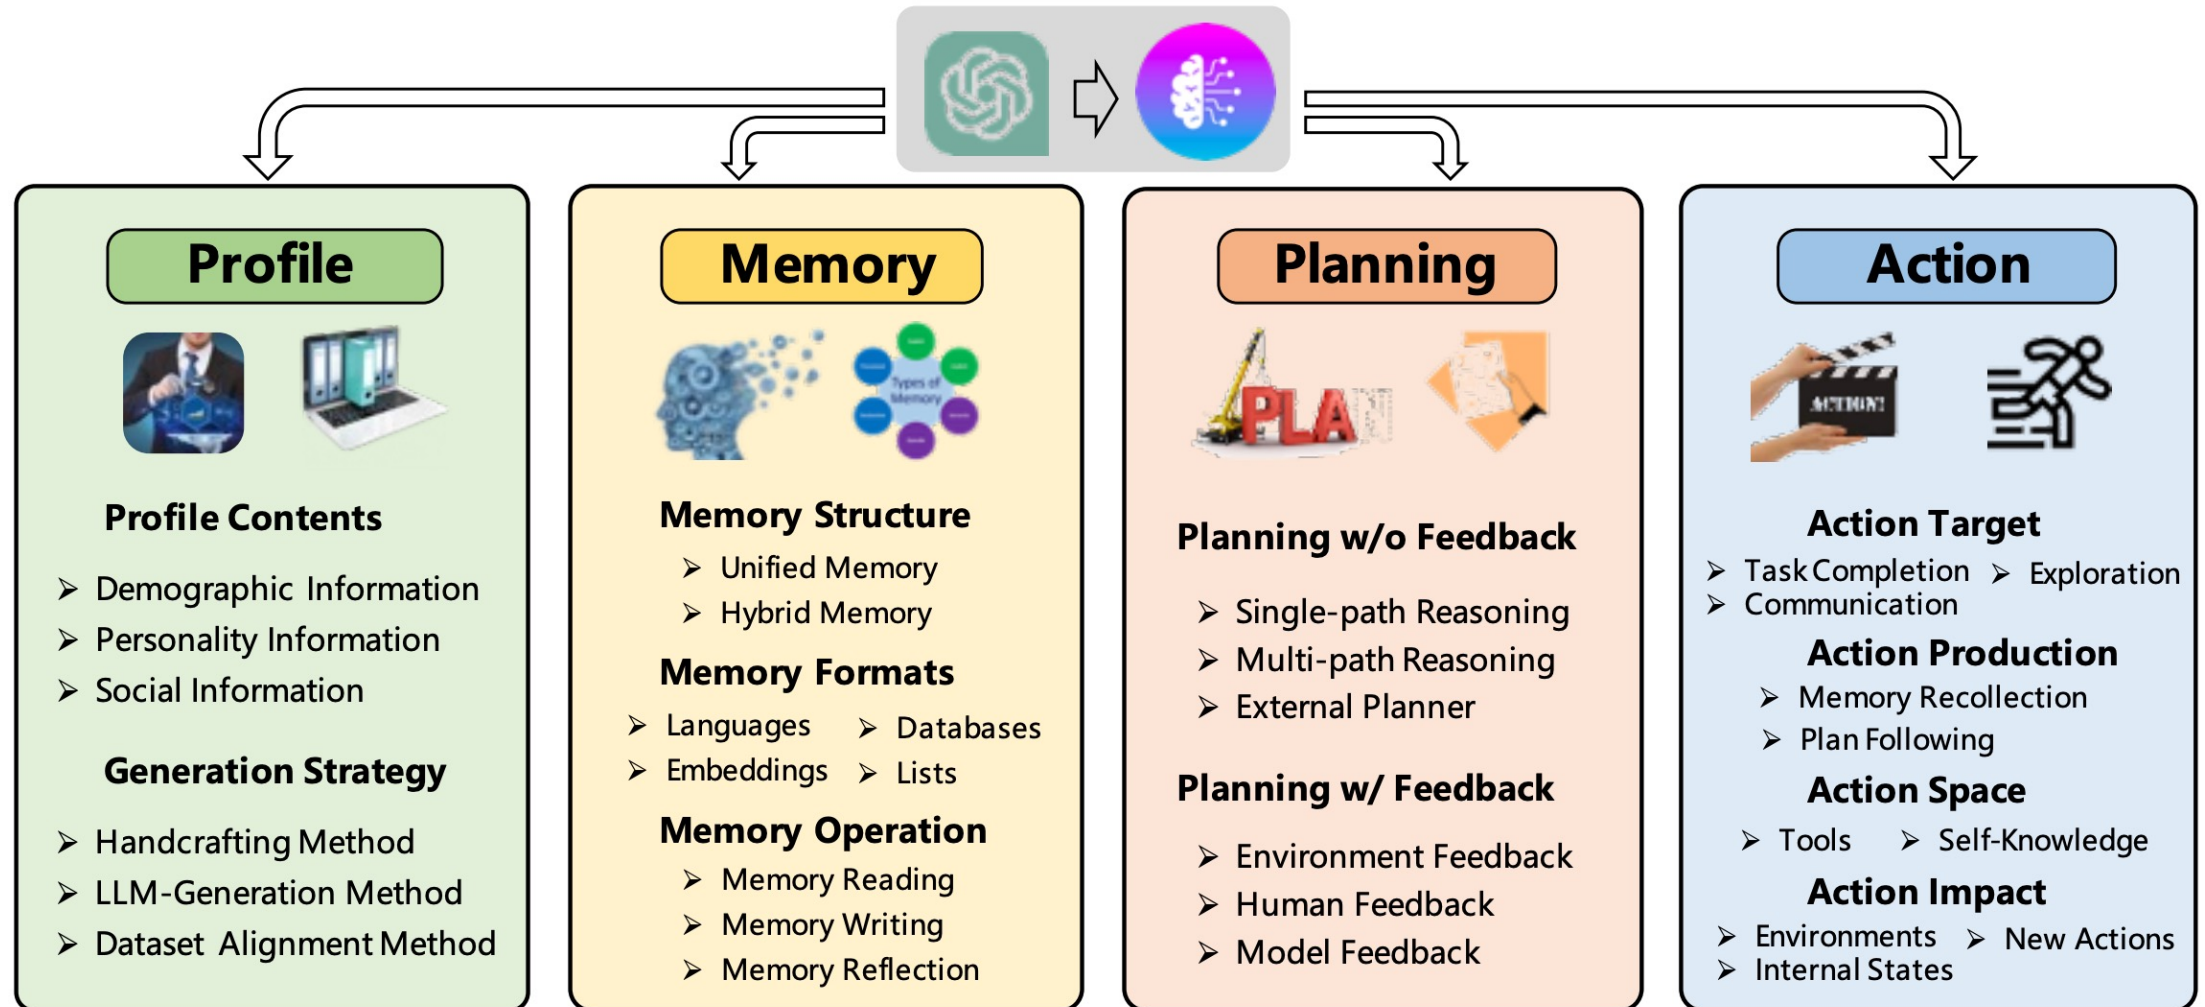 Profile
Profile Contents
➢ Demographic Information
➢ Personality Information
➢ Social Information
Generation Strategy
➢ Handcrafting Method
➢ LLM-Generation Method
➢ Dataset Alignment Method
Memory
Types of
Memory
Memory Structure
➢ Unified Memory
➢ Hybrid Memory
Memory Formats
➢ Languages ➢ Databases
➢ Embeddings ➢ Lists
Memory Operation
➢ Memory Reading
➢ Memory Writing
➢ Memory Reflection
Planning
PLA
Planning w/o Feedback
➢ Single-path Reasoning
➢ Multi-path Reasoning
➢ External Planner
Planning w/ Feedback
➢ Environment Feedback
➢ Human Feedback
➢ Model Feedback
Action
ACTION!
Action Target
➢ Task Completion ➢ Exploration
➢ Communication
Action Production
➢ Memory Recollection
➢ Plan Following
Action Space
➢ Tools ➢ Self-Knowledge
Action Impact
➢ Environments ➢ New Actions
➢ Internal States